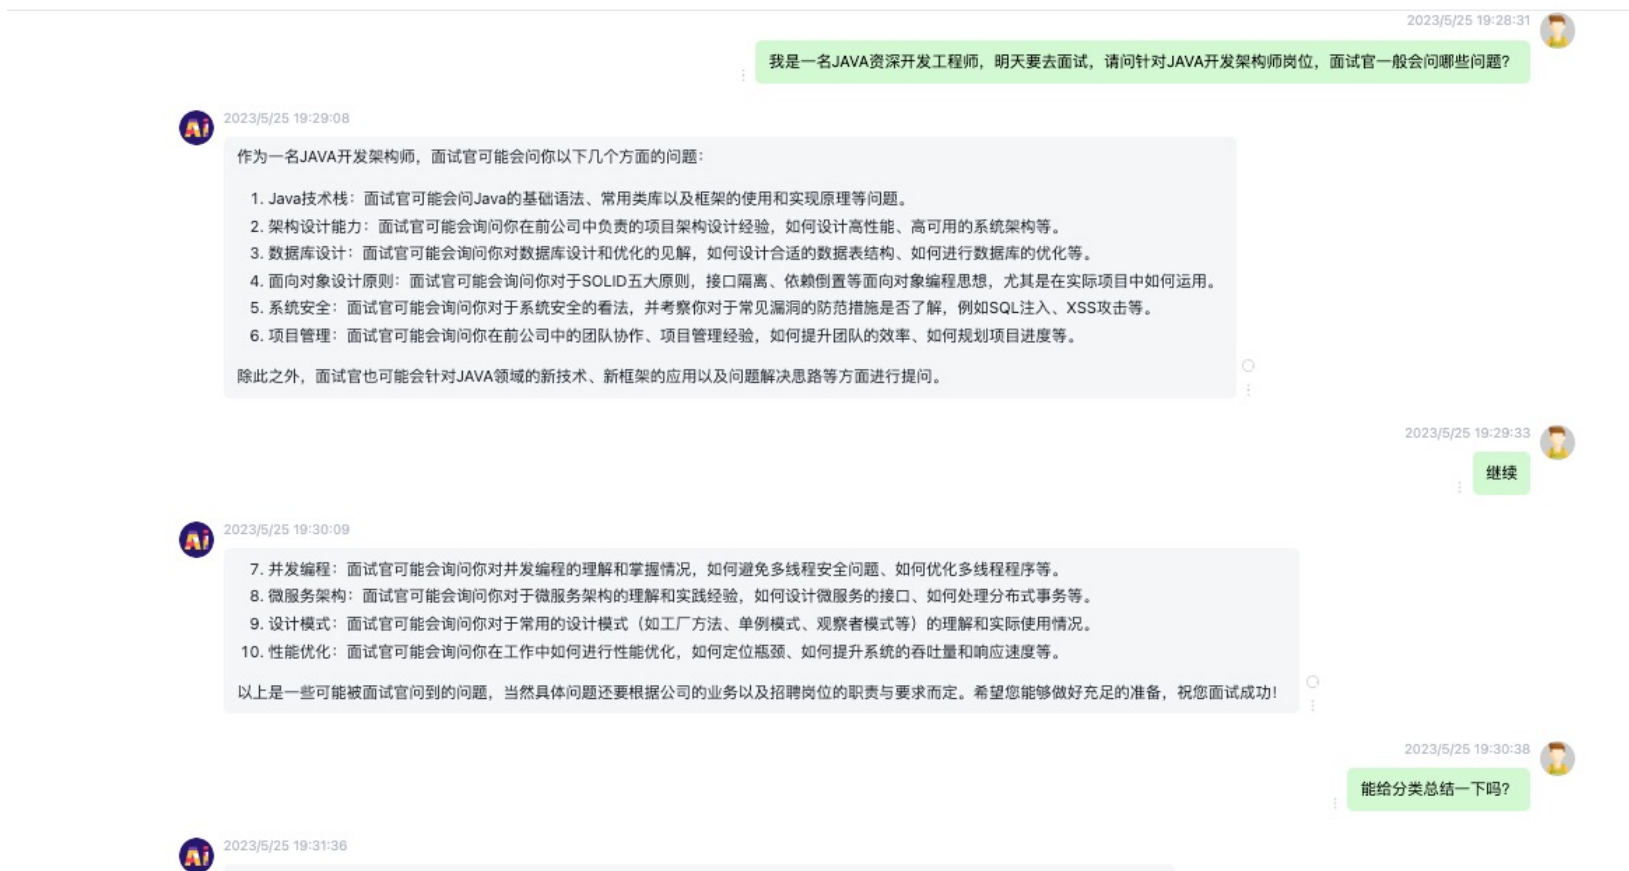 2023/5/25 19:28:31
我是一名JAVA资深开发工程师，明天要去面试，请问针对JAVA开发架构师岗位，面试官一般会问哪些问题?
Ai
2023/5/25 19:29:08
作为一名JAVA开发架构师，面试官可能会问你以下几个方面的问题：
1. Java技术栈：面试官可能会问Java的基础语法、常用类库以及框架的使用和实现原理等问题。
2. 架构设计能力：面试官可能会询问你在前公司中负责的项目架构设计经验，如何设计高性能、高可用的系统架构等。
3. 数据库设计：面试官可能会询问你对数据库设计和优化的见解，如何设计合适的数据表结构、如何进行数据库的优化等。
4. 面向对象设计原则：面试官可能会询问你对于SOLID五大原则，接口隔离、依赖倒置等面向对象编程思想，尤其是在实际项目中如何运用。
5. 系统安全：面试官可能会询问你对于系统安全的看法，并考察你对于常见漏洞的防范措施是否了解，例如SQL注入、XSS攻击等。
6. 项目管理：面试官可能会询问你在前公司中的团队协作、项目管理经验，如何提升团队的效率、如何规划项目进度等。
除此之外，面试官也可能会针对JAVA领域的新技术、新框架的应用以及问题解决思路等方面进行提问。
2023/5/25 19:29:33
继续
Ai
2023/5/25 19:30:09
7. 并发编程：面试官可能会询问你对并发编程的理解和掌握情况，如何避免多线程安全问题、如何优化多线程程序等。
8. 微服务架构：面试官可能会询问你对于微服务架构的理解和实践经验，如何设计微服务的接口、如何处理分布式事务等。
9. 设计模式：面试官可能会询问你对于常用的设计模式（如工厂方法、单例模式、观察者模式等）的理解和实际使用情况。
10. 性能优化：面试官可能会询问你在工作中如何进行性能优化，如何定位瓶颈、如何提升系统的吞吐量和响应速度等。
以上是一些可能被面试官问到的问题，当然具体问题还要根据公司的业务以及招聘岗位的职责与要求而定。希望您能够做好充足的准备，祝您面试成功！
2023/5/25 19:30:38
能给分类总结一下吗?
Ai
2023/5/25 19:31:36